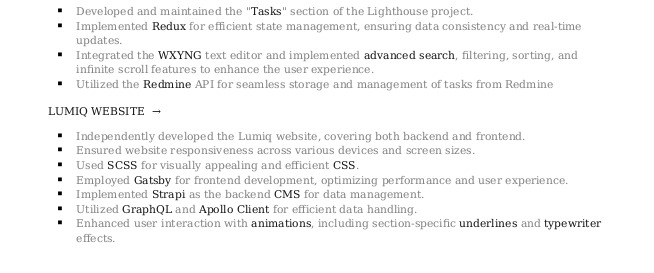 Developed and maintained the "Tasks" section of the Lighthouse project.
Implemented Redux for efficient state management, ensuring data consistency and real-time
updates.
Integrated the WXYNG text editor and implemented advanced search, filtering, sorting, and
infinite scroll features to enhance the user experience.
Utilized the Redmine API for seamless storage and management of tasks from Redmine
LUMIQ WEBSITE →
Independently developed the Lumiq website, covering both backend and frontend.
Ensured website responsiveness across various devices and screen sizes.
Used SCSS for visually appealing and efficient CSS.
Employed Gatsby for frontend development, optimizing performance and user experience.
Implemented Strapi as the backend CMS for data management.
Utilized GraphQL and Apollo Client for efficient data handling.
Enhanced user interaction with animations, including section-specific underlines and typewriter
effects.